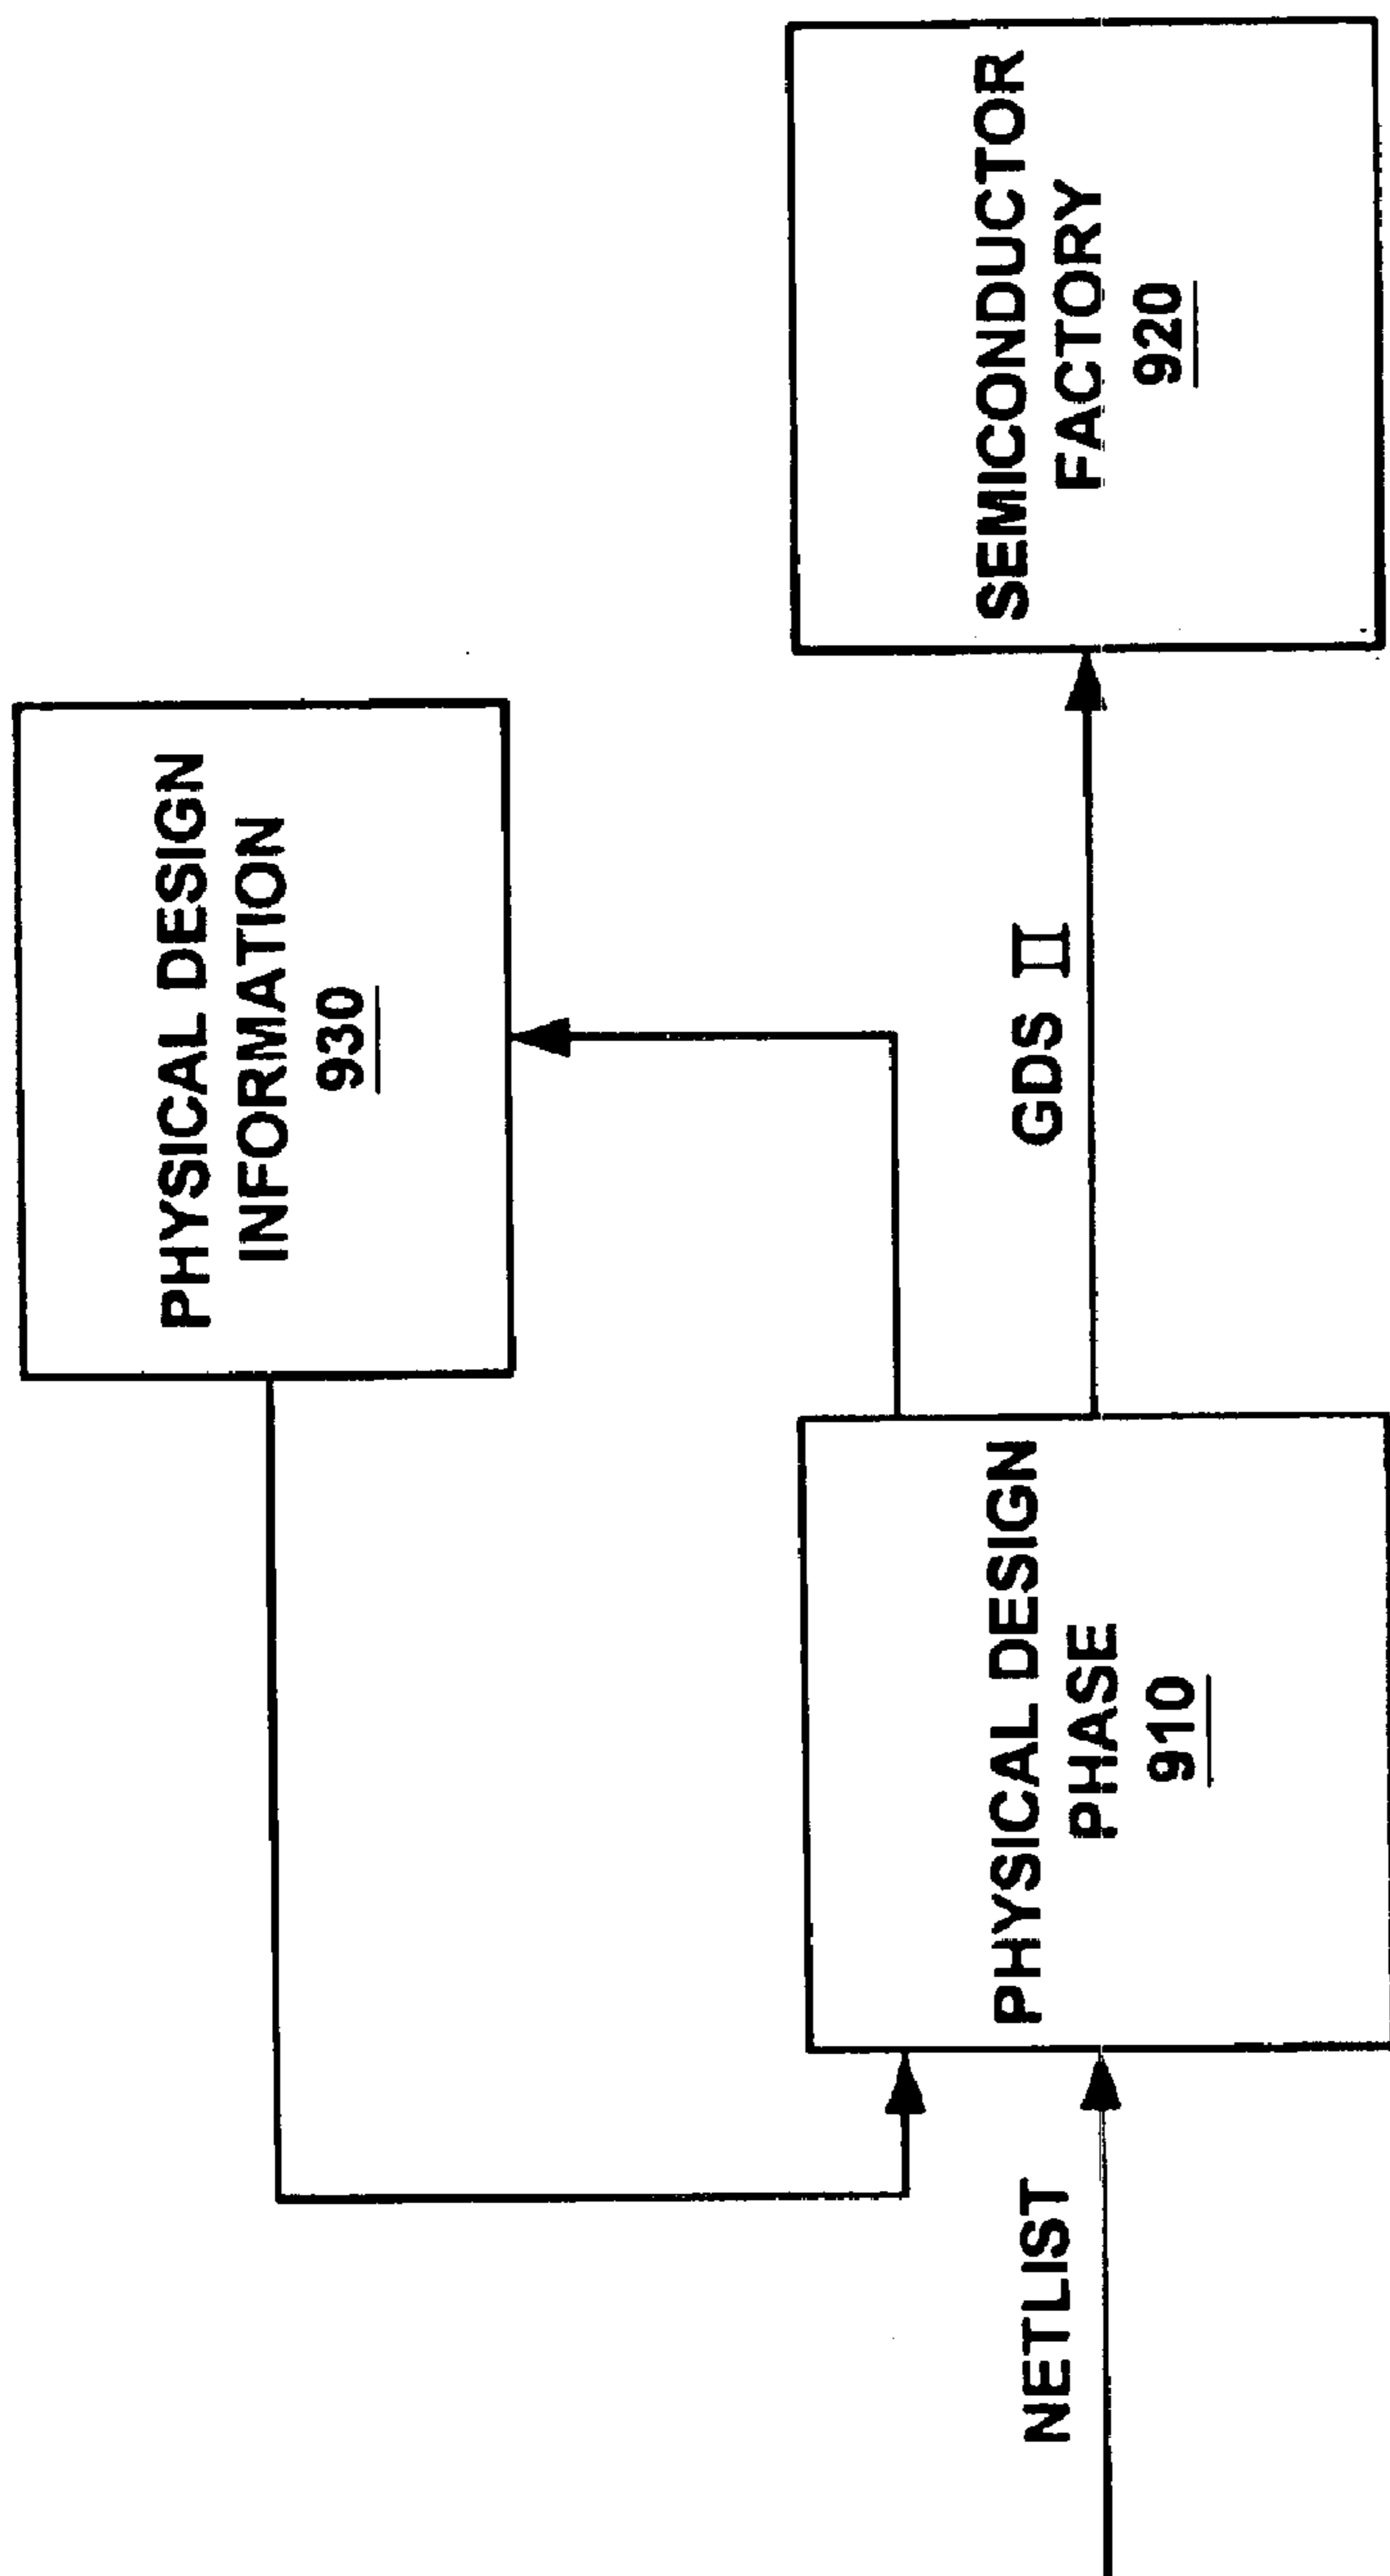 PHYSICAL DESIGN
INFORMATION
930
NETLIST
PHYSICAL DESIGN
PHASE
910
GDS II
SEMICONDUCTOR
FACTORY
920